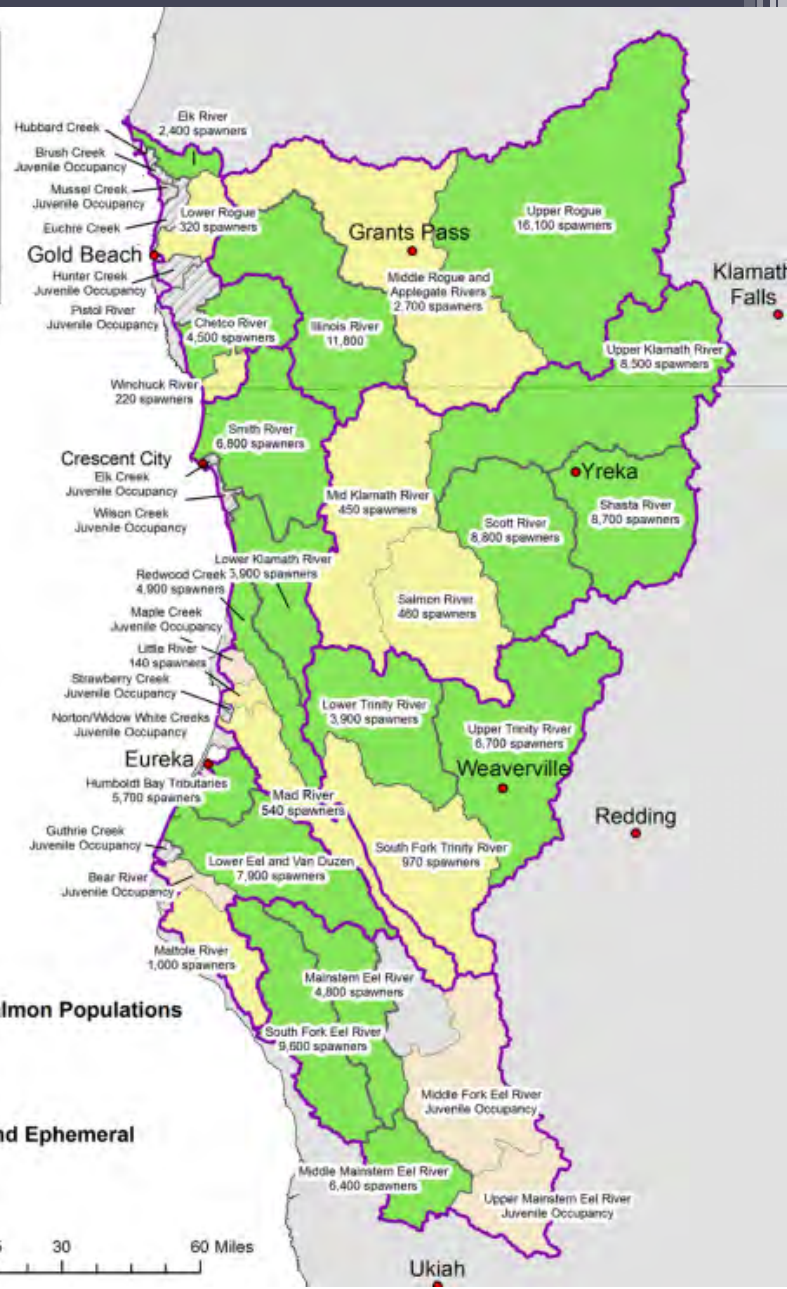 Elk River
2,400 spawners
Hubbard Creek
Brush Creek
Juvenile Occupancy
Mussel Creek
Juvenile Occupancy
Euchre Creek
Lower Rogue
320 spawners
Upper Rogue
16,100 spawners
Grants Pass
Gold Beach
Hunter Creek
Juvenile Occupancy
Pistol River
Juvenile Occupancy
Middle Rogue and
Applegate Rivers
2,700 spawners
Klamath
Falls
Chetco River
4,500 spawners
Illinois River
11,800
Upper Klamath River
8,500 spawners
Winchuck River
220 spawners
Smith River
6,800 spawners
Crescent City
Elk Creek
Juvenile Occupancy
Wilson Creek
Juvenile Occupancy
Yreka
Mid Klamath River
450 spawners
Scott River
8,800 spawners
Shasta River
8,700 spawners
Lower Klamath River
3,900 spawners
Redwood Creek
4,900 spawners
Salmon River
460 spawners
Maple Creek
Juvenile Occupancy
Little River
140 spawners
Strawberry Creek
Juvenile Occupancy
Norton/Widow White Creeks
Juvenile Occupancy
Lower Trinity River
3,900 spawners
Upper Trinity River
6,700 spawners
Weaverville
Eureka
Humboldt Bay Tributaries
5,700 spawners
Mad River
540 spawners
Redding
Guthrie Creek
Juvenile Occupancy
South Fork Trinity River
970 spawners
Lower Eel and Van Duzen
7,900 spawners
Bear River
Juvenile Occupancy
Mattole River
1,000 spawners
Mainstem Eel River
4,800 spawners
lmon Populations
South Fork Eel River
9,600 spawners
Middle Fork Eel River
Juvenile Occupancy
nd Ephemeral
Middle Mainstem Eel River
6,400 spawners
Upper Mainstem Eel River
Juvenile Occupancy
30 60 Miles
Ukiah